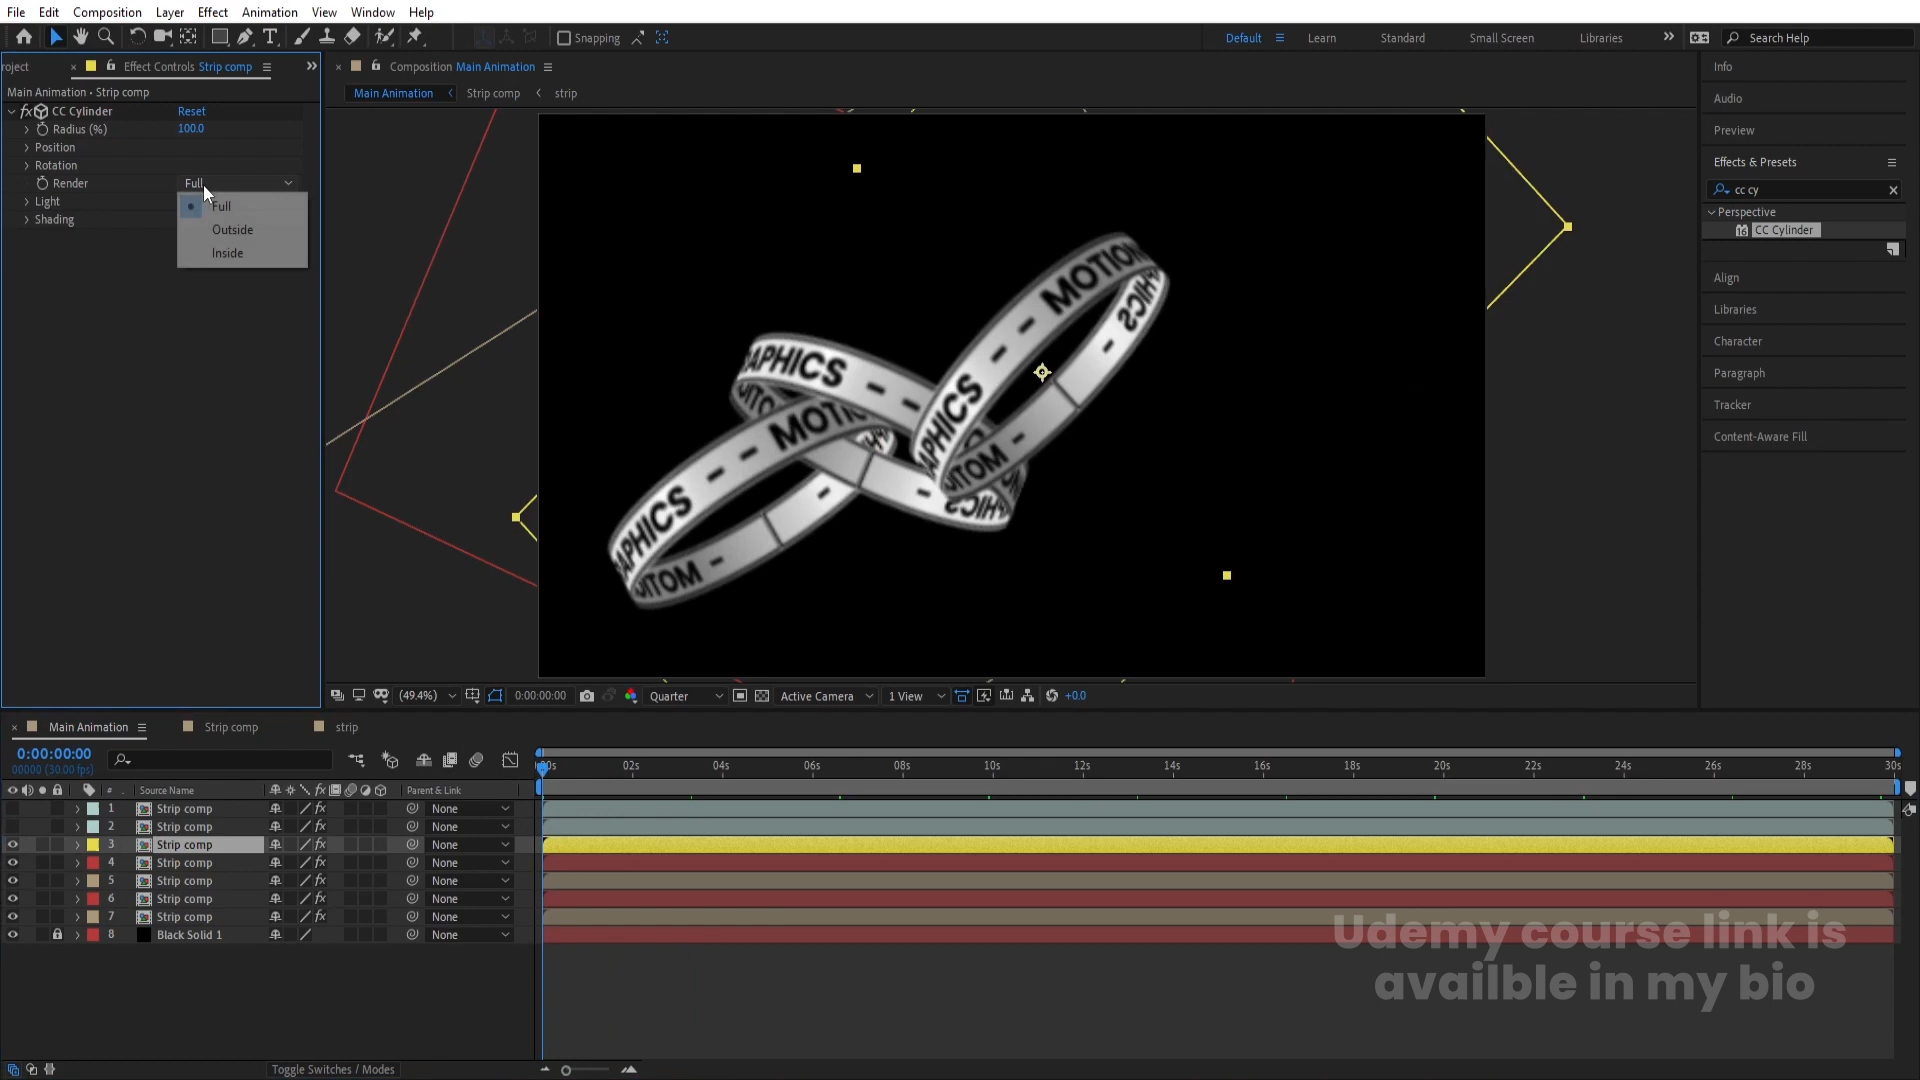 File Edit Composition Layer Effect Animation View Window Help
Snapping
Default Learn Standard Small Screen Libraries
Search Help
roject Effect Controls Strip comp
Main Animation • Strip comp
fx CC Cylinder Reset
Radius (%) 100.0
Position
Rotation
Render Full
Light
Shading
Full
Outside
Inside
Composition Main Animation
Main Animation Strip comp strip
MOTION
APHICS - -
APHICS - - MOTION
APHICS - - MOTIO
(49.4%) 0:00:00:00 Quarter Active Camera 1 View +0.0
Info
Audio
Preview
Effects & Presets
cc cy
Perspective
CC Cylinder
Align
Libraries
Character
Paragraph
Tracker
Content-Aware Fill
Main Animation Strip comp strip
0:00:00:00
00000 (30.00 fps)
02s 04s 06s 08s 10s 12s 14s 16s 18s 20s 22s 24s 26s 28s 30s
# Source Name Parent & Link
1 Strip comp None
2 Strip comp None
3 Strip comp None
4 Strip comp None
5 Strip comp None
6 Strip comp None
7 Strip comp None
8 Black Solid 1 None
Udemy course link is
availble in my bio
Toggle Switches / Modes